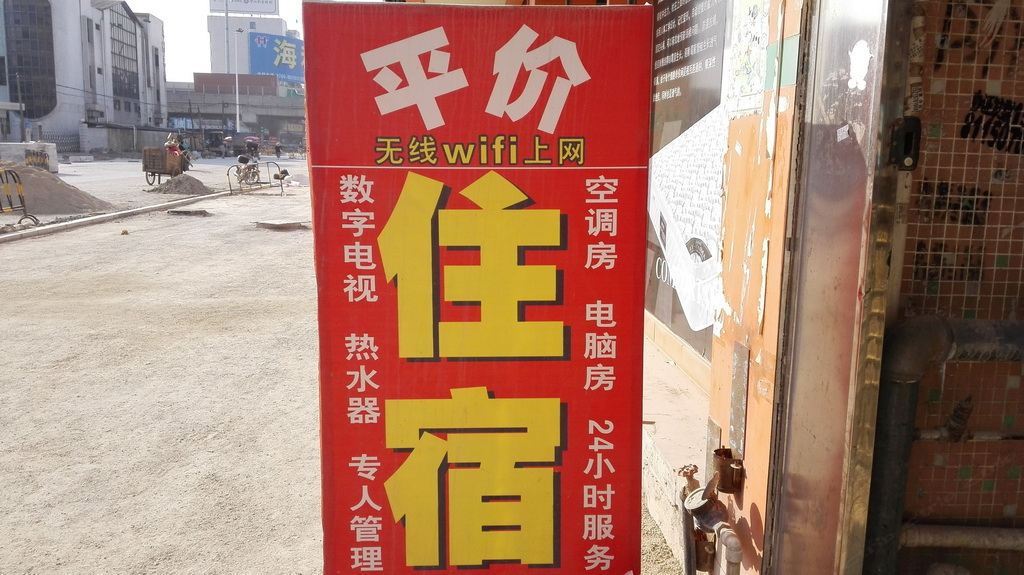 平价
无线wifi上网
住宿
数字电视 热水器 专人管理
空调房 电脑房 24小时服务
海